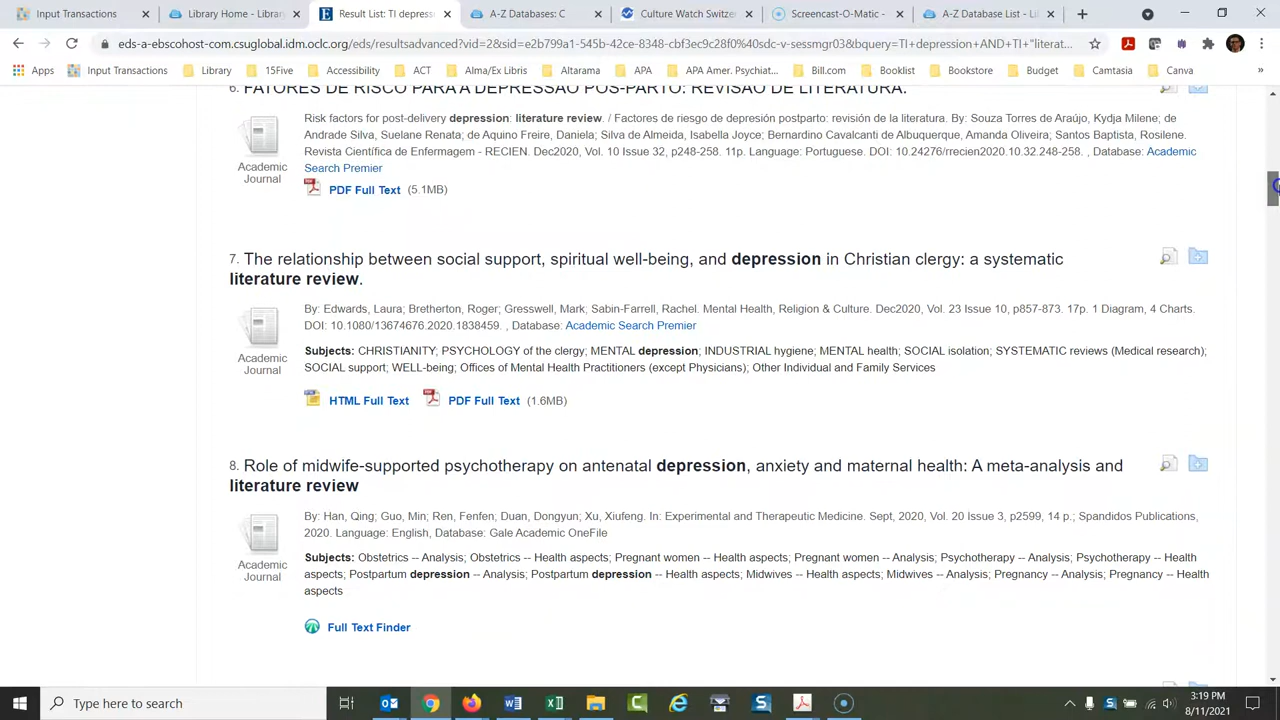 Input Transactions
Library Home - Library
Result List: TI depress
A-Z Databases: C
Culture Watch Switzer
Screencast-O-Matic -
A-Z Database List - Li
eds-a-ebscohost-com.csuglobal.idm.oclc.org/eds/resultsadvanced?vid=2&sid=e2c799a1-545b-42ce-8348-cbf3ec9c28f0%40sdc-v-sessmgr03&bquery=TI+depression+AND+TI+"literat...
Apps
Input Transactions
Library
15Five
Accessibility
ACT
Alma/Ex Libris
Altarama
APA
APA Amer. Psychiat...
Bill.com
Booklist
Bookstore
Budget
Camtasia
Canva
»
6. FATORES DE RISCO PARA A DEPRESSÃO PÓS-PARTO: REVISÃO DE LITERATURA.
Risk factors for post-delivery depression: literature review. / Factores de riesgo de depresión postparto: revisión de la literatura. By: Souza Torres de Araújo, Kydja Milene; de
Andrade Silva, Suelane Renata; de Aquino Freire, Daniela; Silva de Almeida, Isabella Joyce; Bernardino Cavalcanti de Albuquerque, Amanda Oliveira; Santos Baptista, Rosilene.
Revista Científica de Enfermagem - RECIEN. Dec2020, Vol. 10 Issue 32, p248-258. 11p. Language: Portuguese. DOI: 10.24276/rrecien2020.10.32.248-258. , Database: Academic
Search Premier
Academic
Journal
PDF Full Text (5.1MB)
7. The relationship between social support, spiritual well-being, and depression in Christian clergy: a systematic
literature review.
By: Edwards, Laura; Bretherton, Roger; Gresswell, Mark; Sabin-Farrell, Rachel. Mental Health, Religion & Culture. Dec2020, Vol. 23 Issue 10, p857-873. 17p. 1 Diagram, 4 Charts.
DOI: 10.1080/13674676.2020.1838459. , Database: Academic Search Premier
Academic
Journal
Subjects: CHRISTIANITY; PSYCHOLOGY of the clergy; MENTAL depression; INDUSTRIAL hygiene; MENTAL health; SOCIAL isolation; SYSTEMATIC reviews (Medical research);
SOCIAL support; WELL-being; Offices of Mental Health Practitioners (except Physicians); Other Individual and Family Services
HTML Full Text
PDF Full Text (1.6MB)
8. Role of midwife-supported psychotherapy on antenatal depression, anxiety and maternal health: A meta-analysis and
literature review
By: Han, Qing; Guo, Min; Ren, Fenfen; Duan, Dongyun; Xu, Xiufeng. In: Experimental and Therapeutic Medicine. Sept, 2020, Vol. 20 Issue 3, p2599, 14 p.; Spandidos Publications,
2020. Language: English, Database: Gale Academic OneFile
Academic
Journal
Subjects: Obstetrics -- Analysis; Obstetrics -- Health aspects; Pregnant women -- Health aspects; Pregnant women -- Analysis; Psychotherapy -- Analysis; Psychotherapy -- Health
aspects; Postpartum depression -- Analysis; Postpartum depression -- Health aspects; Midwives -- Health aspects; Midwives -- Analysis; Pregnancy -- Analysis; Pregnancy -- Health
aspects
Full Text Finder
Type here to search
3:19 PM
8/11/2021